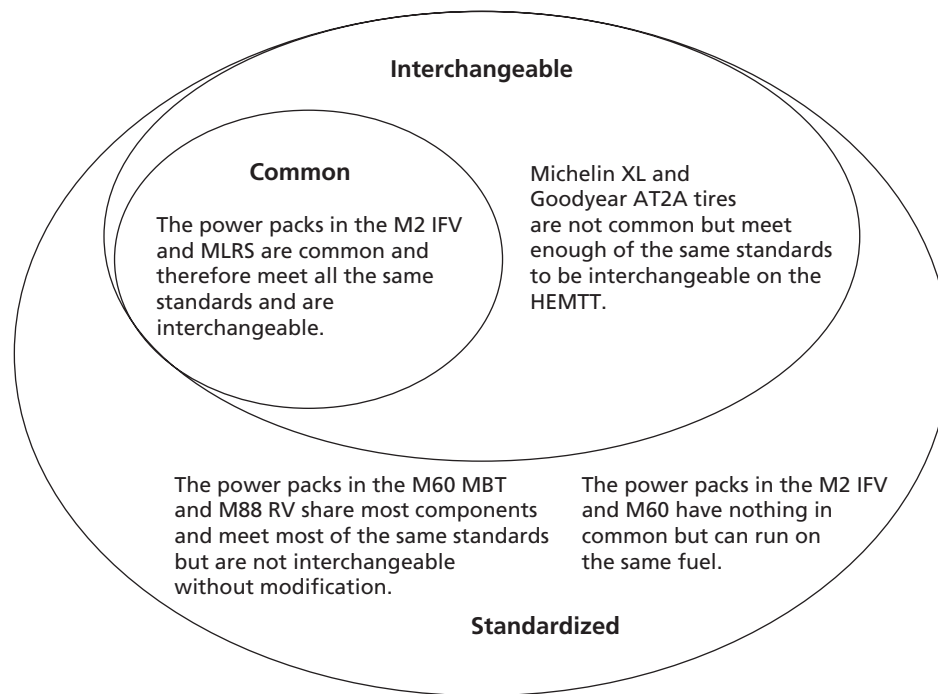 Interchangeable
Common
The power packs in the M2 IFV
and MLRS are common and
therefore meet all the same
standards and are
interchangeable.
Michelin XL and
Goodyear AT2A tires
are not common but meet
enough of the same standards
to be interchangeable on the
HEMTT.
The power packs in the M60 MBT
and M88 RV share most components
and meet most of the same standards
but are not interchangeable
without modification.
The power packs in the M2 IFV
and M60 have nothing in
common but can run on
the same fuel.
Standardized